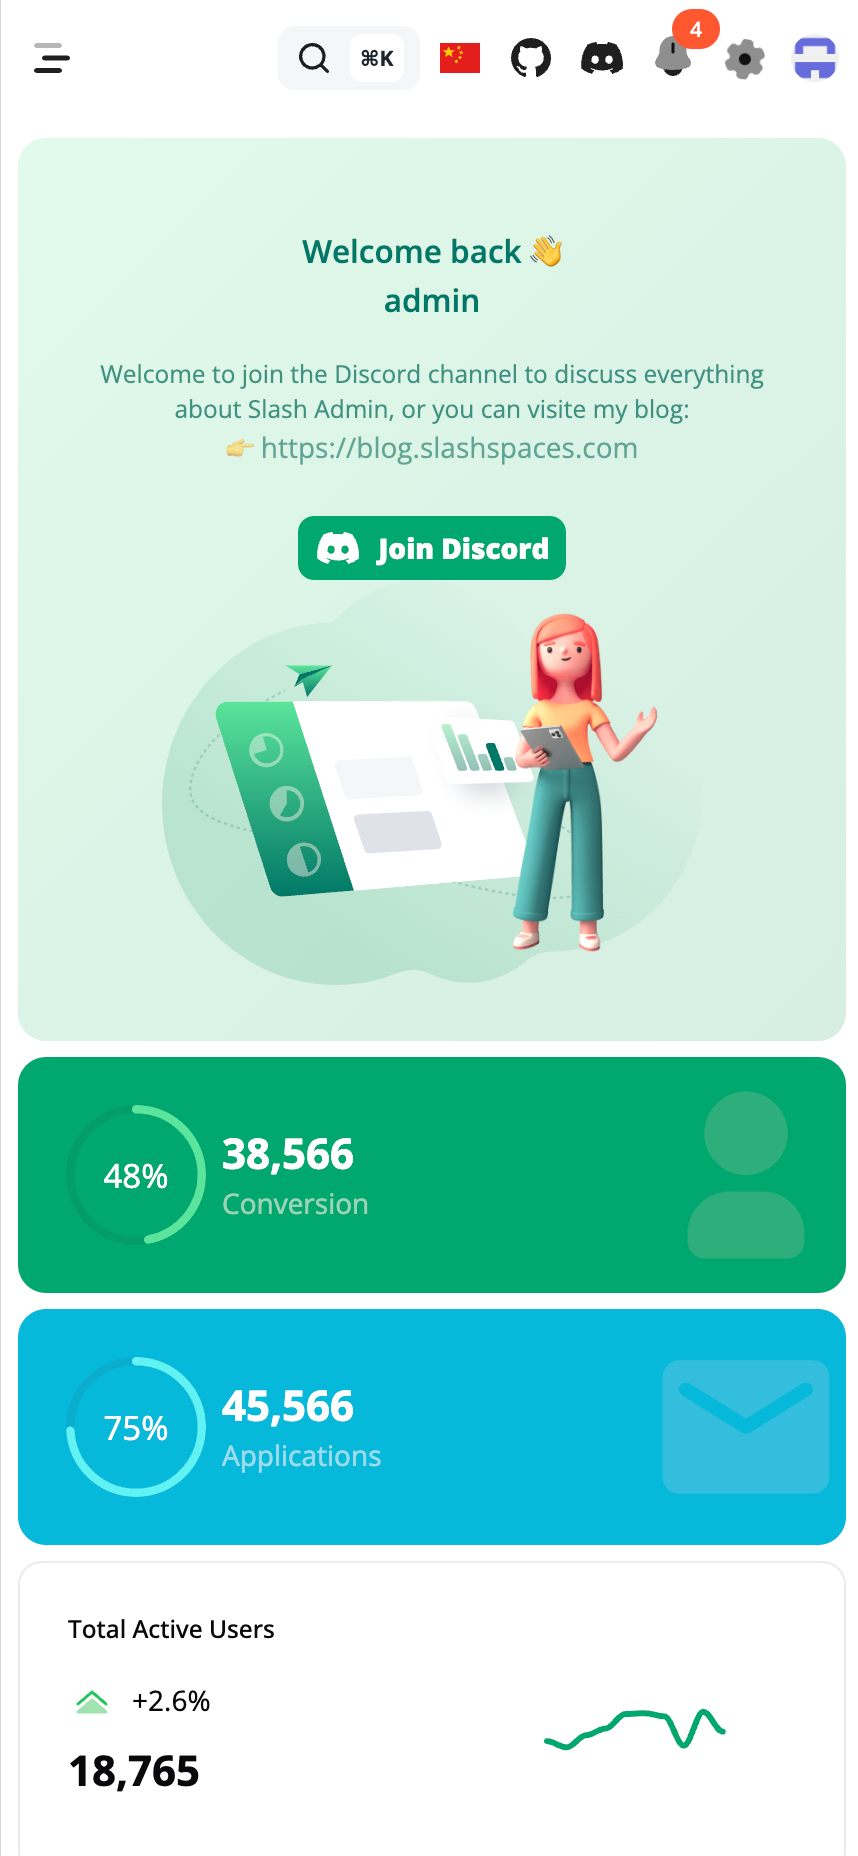 ⌘K
4
Welcome back 👋
admin
Welcome to join the Discord channel to discuss everything
about Slash Admin, or you can visite my blog:
👉 https://blog.slashspaces.com
Join Discord
48%
38,566
Conversion
75%
45,566
Applications
Total Active Users
+2.6%
18,765